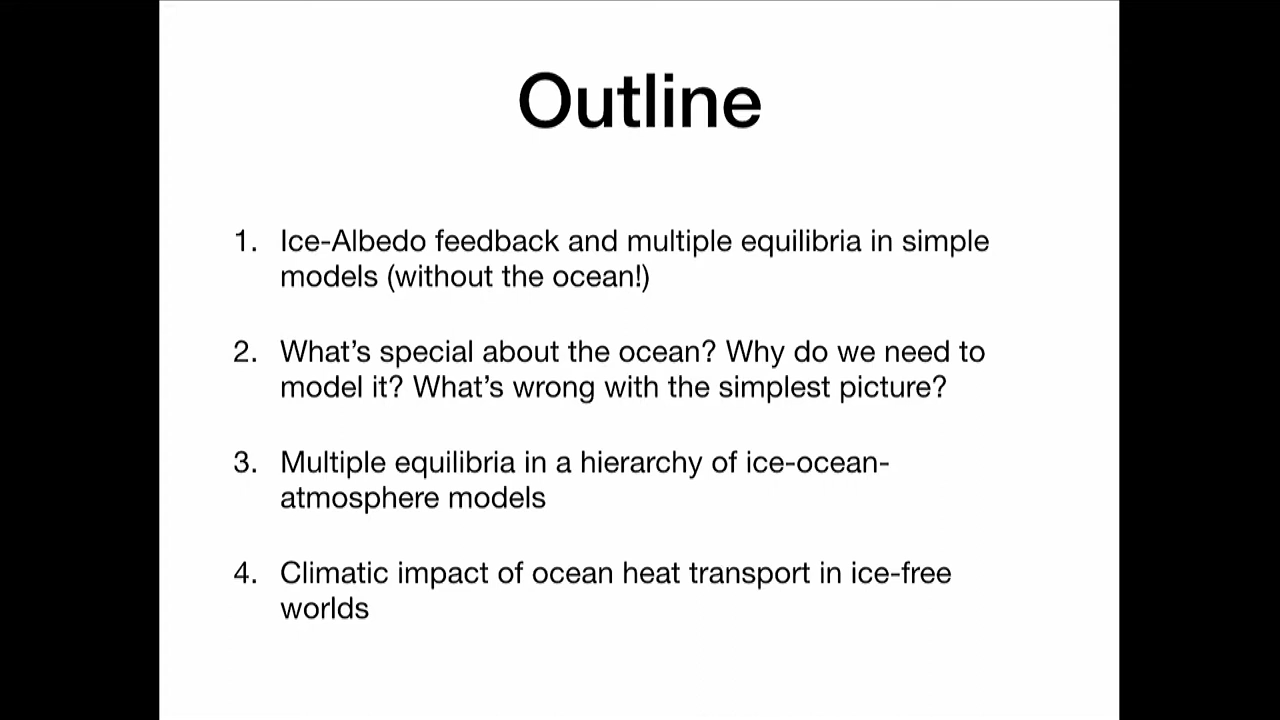 Outline
1. Ice-Albedo feedback and multiple equilibria in simple
models (without the ocean!)
2. What’s special about the ocean? Why do we need to
model it? What’s wrong with the simplest picture?
3. Multiple equilibria in a hierarchy of ice-ocean-
atmosphere models
4. Climatic impact of ocean heat transport in ice-free
worlds